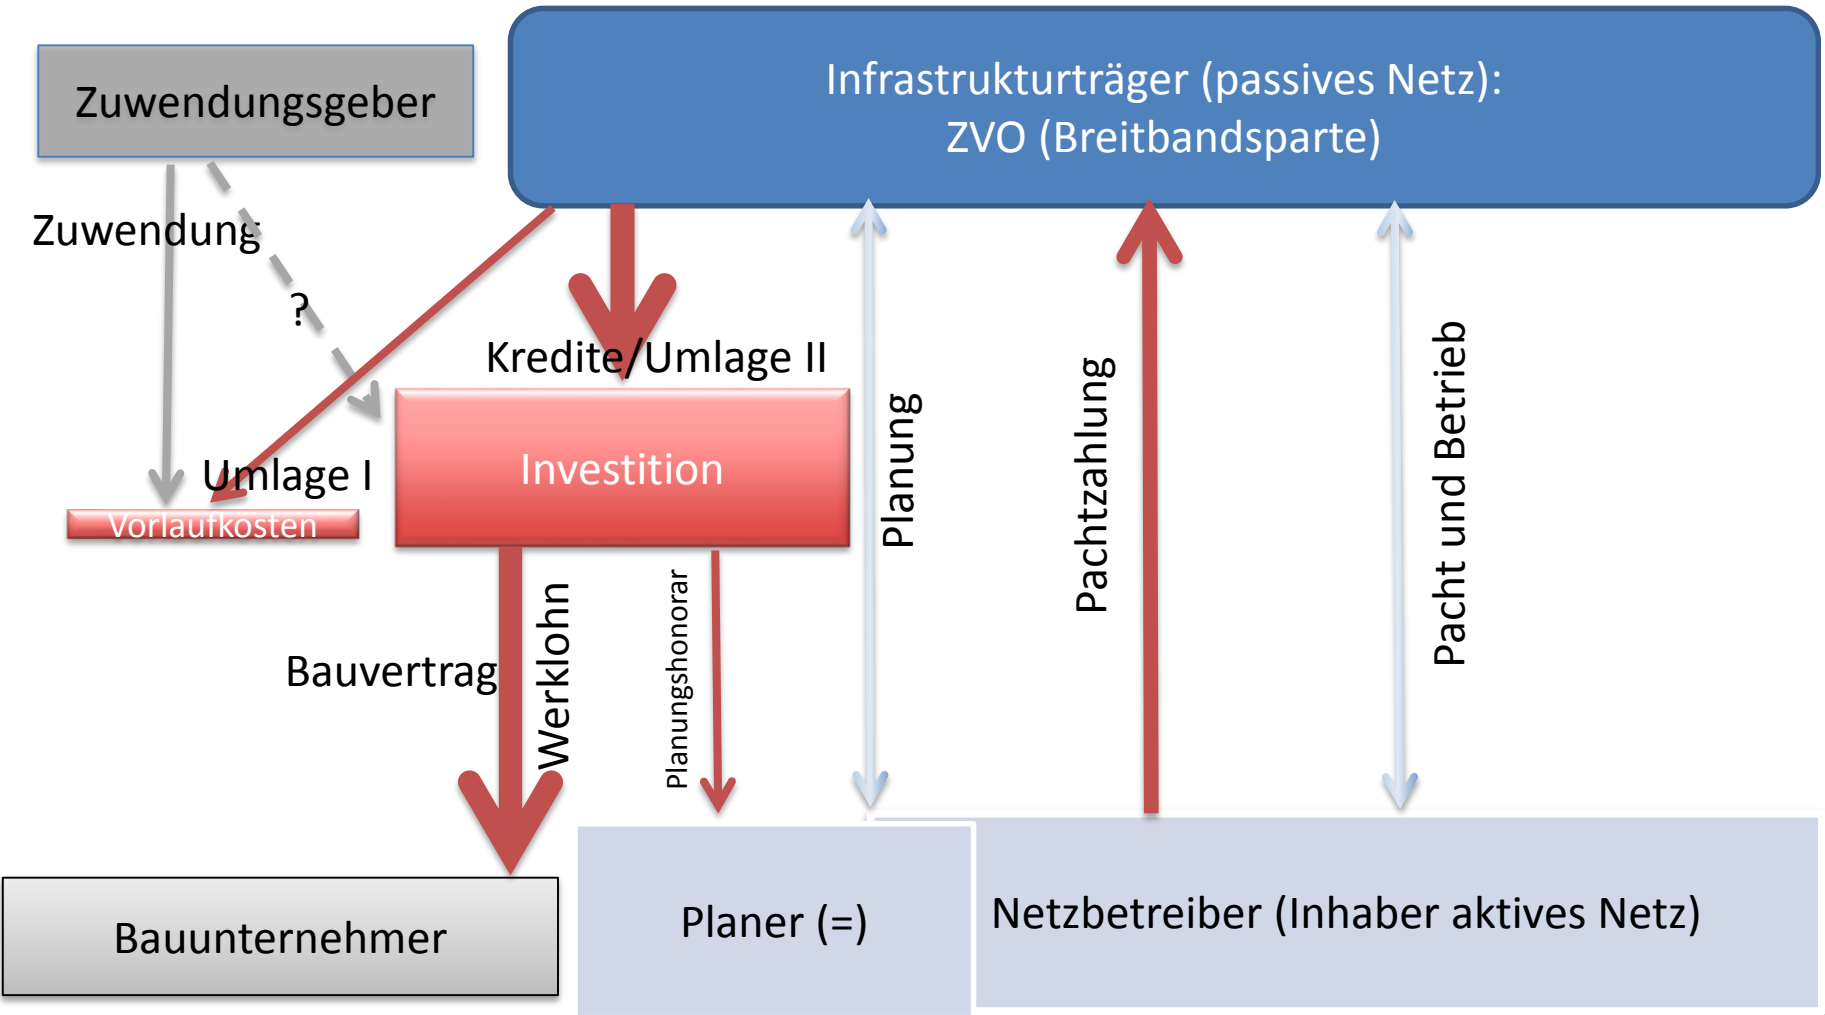 Zuwendungsgeber
Infrastrukturträger (passives Netz):
ZVO (Breitbandsparte)
Zuwendung
?
Kredite/Umlage II
Umlage I
Investition
Vorlaufkosten
Planung
Pachtzahlung
Pacht und Betrieb
Bauvertrag
Werklohn
Planungshonorar
Bauunternehmer
Planer (=)
Netzbetreiber (Inhaber aktives Netz)